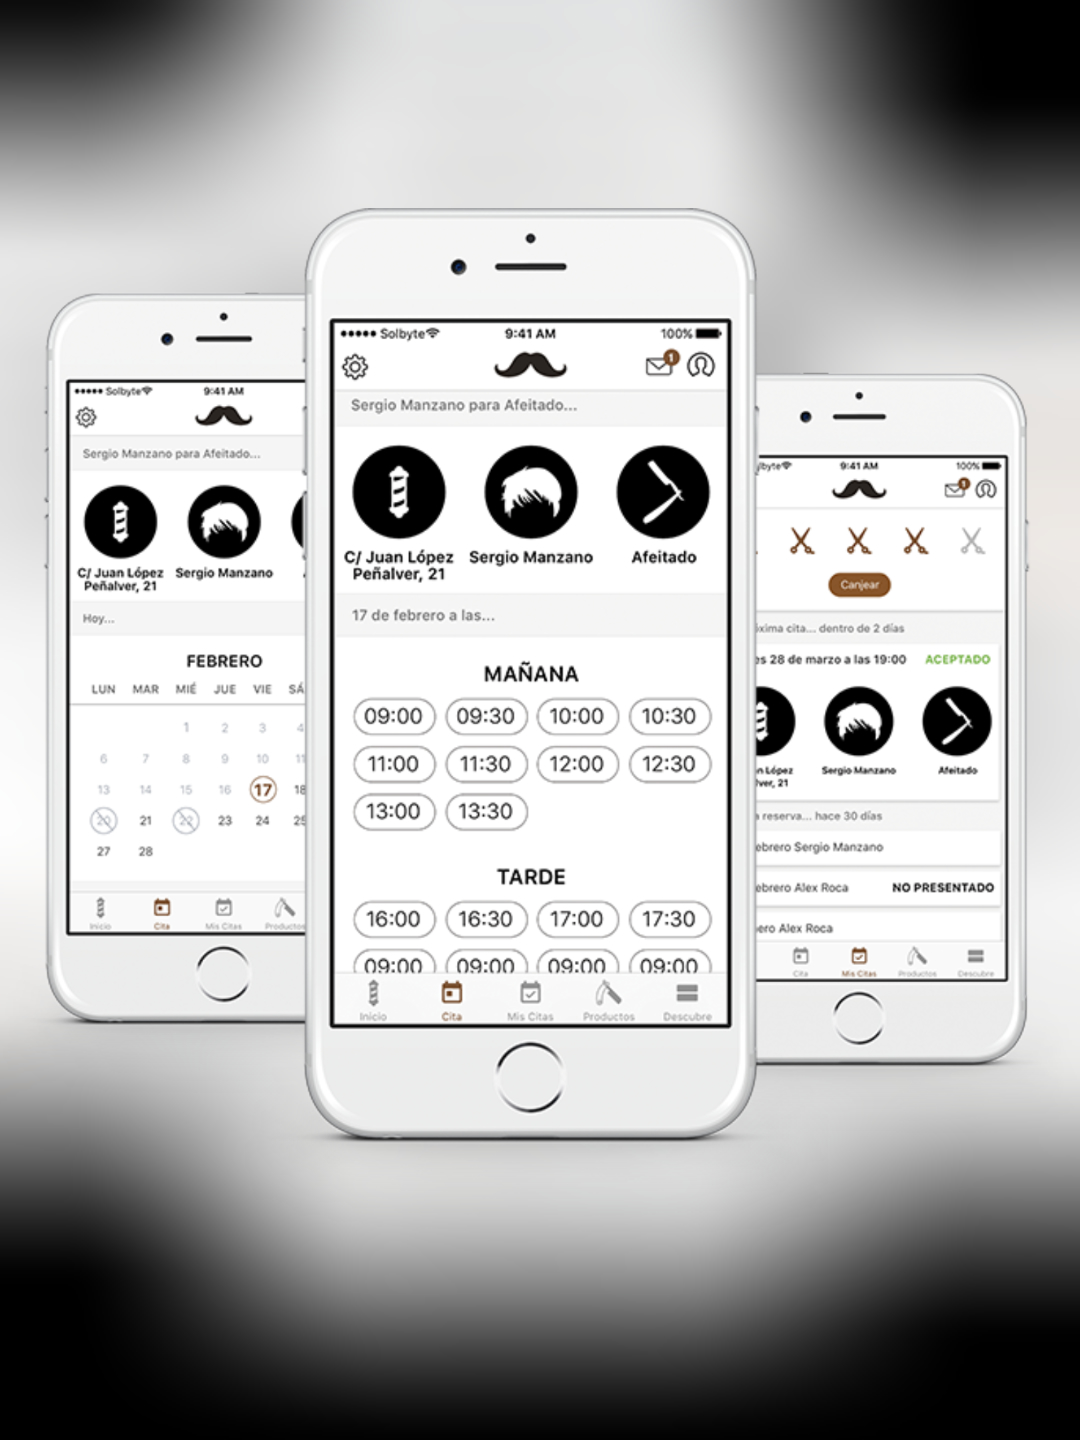 Solbyte
9:41 AM
Sergio Manzano para Afeitado...
C/ Juan López
Peñalver, 21
Sergio Manzano
Hoy...
FEBRERO
LUN MAR MIÉ JUE VIE SÁ
1 2 3 4
6 7 8 9 10 11
13 14 15 16 17 18
20 21 22 23 24 25
27 28
Inicio Cita Mis Citas Productos
Solbyte 9:41 AM 100%
1
Sergio Manzano para Afeitado...
C/ Juan López
Peñalver, 21
Sergio Manzano
Afeitado
17 de febrero a las...
MAÑANA
09:00 09:30 10:00 10:30
11:00 11:30 12:00 12:30
13:00 13:30
TARDE
16:00 16:30 17:00 17:30
09:00 09:00 09:00 09:00
Inicio Cita Mis Citas Productos Descubre
lbyte 9:41 AM 100%
1
Canjear
xima cita... dentro de 2 días
es 28 de marzo a las 19:00 ACEPTADO
n López
ver, 21
Sergio Manzano
Afeitado
a reserva... hace 30 días
ebrero Sergio Manzano
ebrero Alex Roca NO PRESENTADO
ero Alex Roca
Cita Mis Citas Productos Descubre